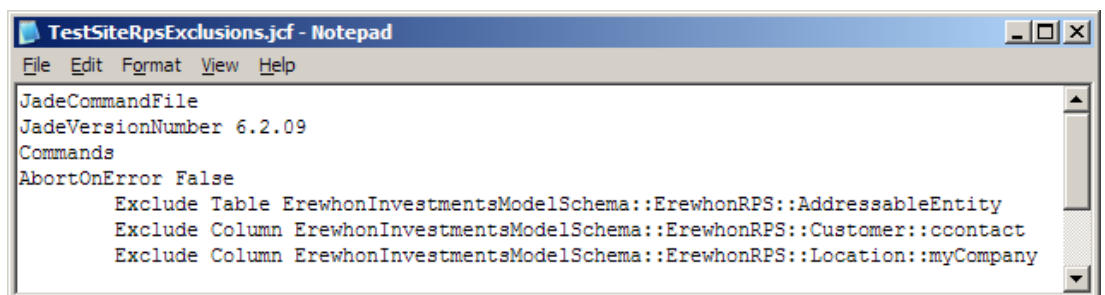 TestSiteRpsExclusions.jcf - Notepad
File Edit Format View Help
JadeCommandFile
JadeVersionNumber 6.2.09
Commands
AbortOnError False
Exclude Table ErewhonInvestmentsModelSchema::ErewhonRPS::AddressableEntity
Exclude Column ErewhonInvestmentsModelSchema::ErewhonRPS::Customer::ccontact
Exclude Column ErewhonInvestmentsModelSchema::ErewhonRPS::Location::myCompany